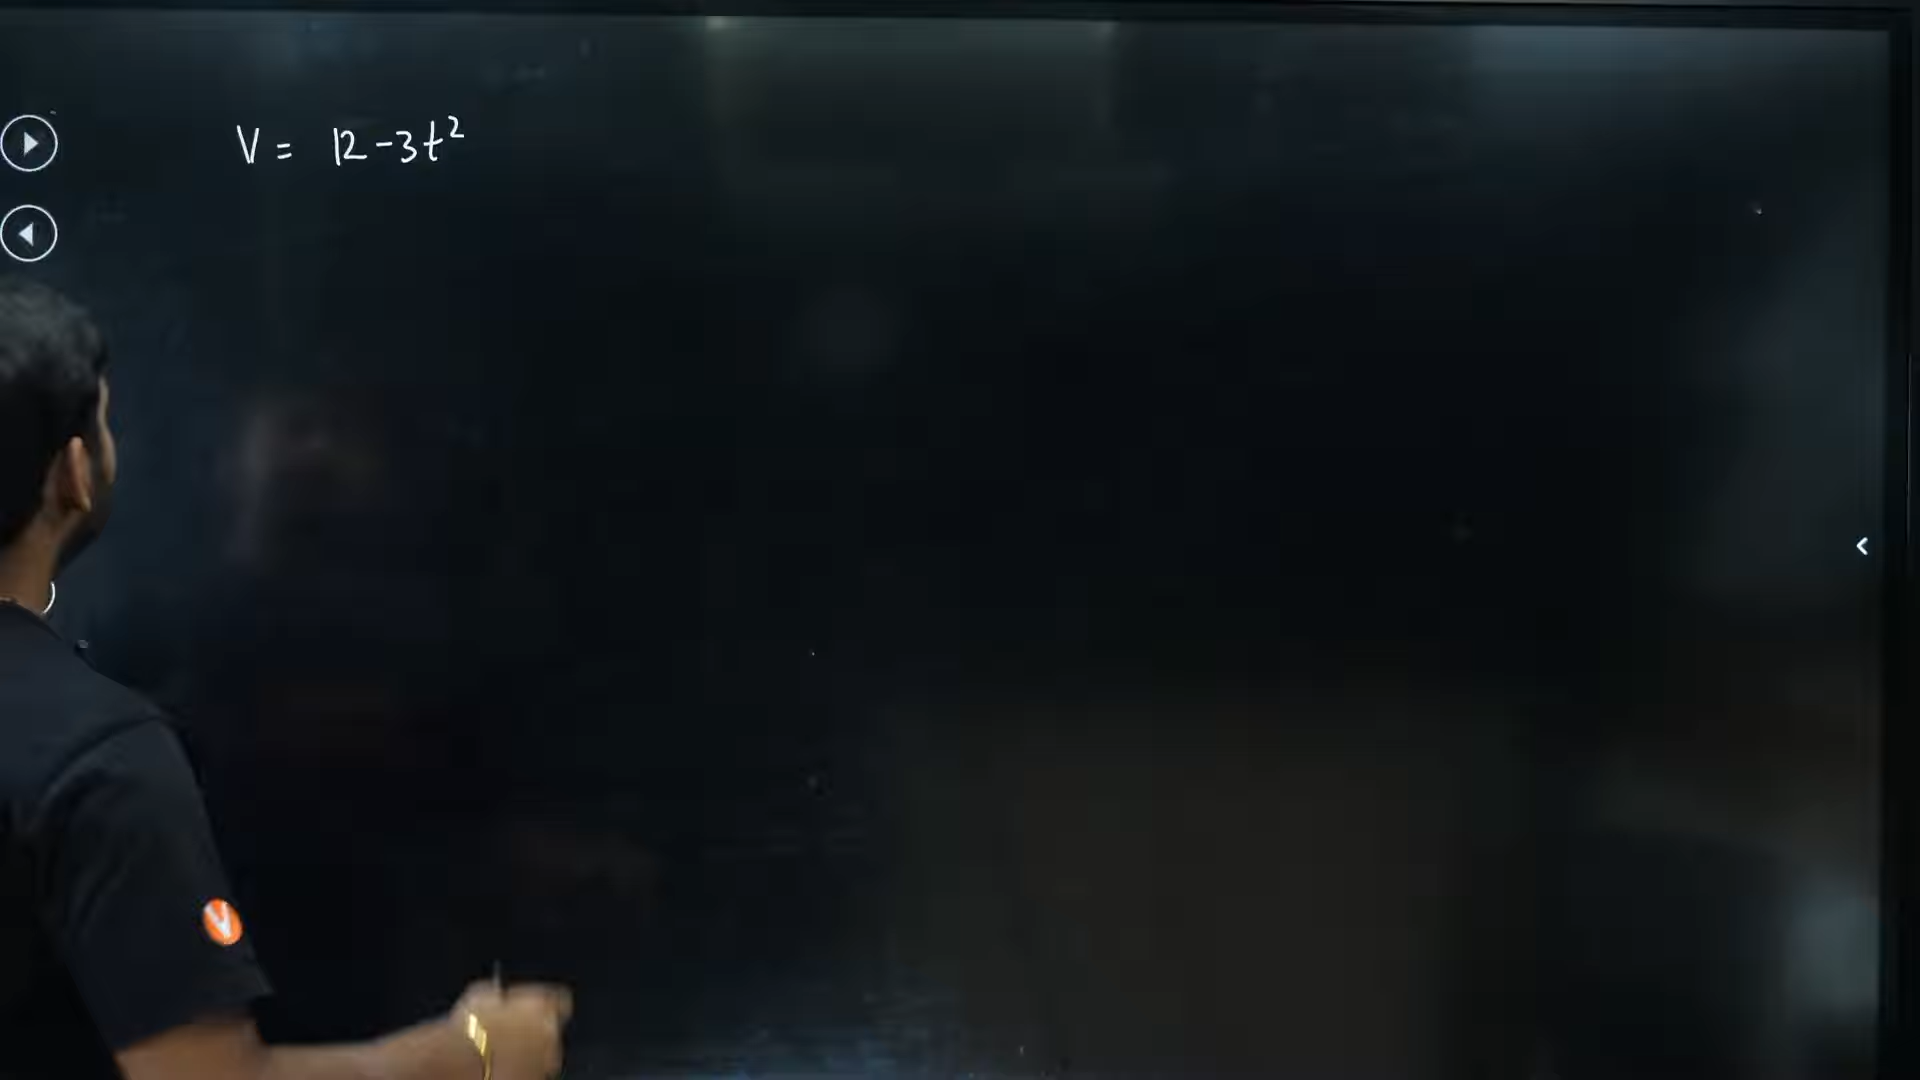 V = 12-3t²
V